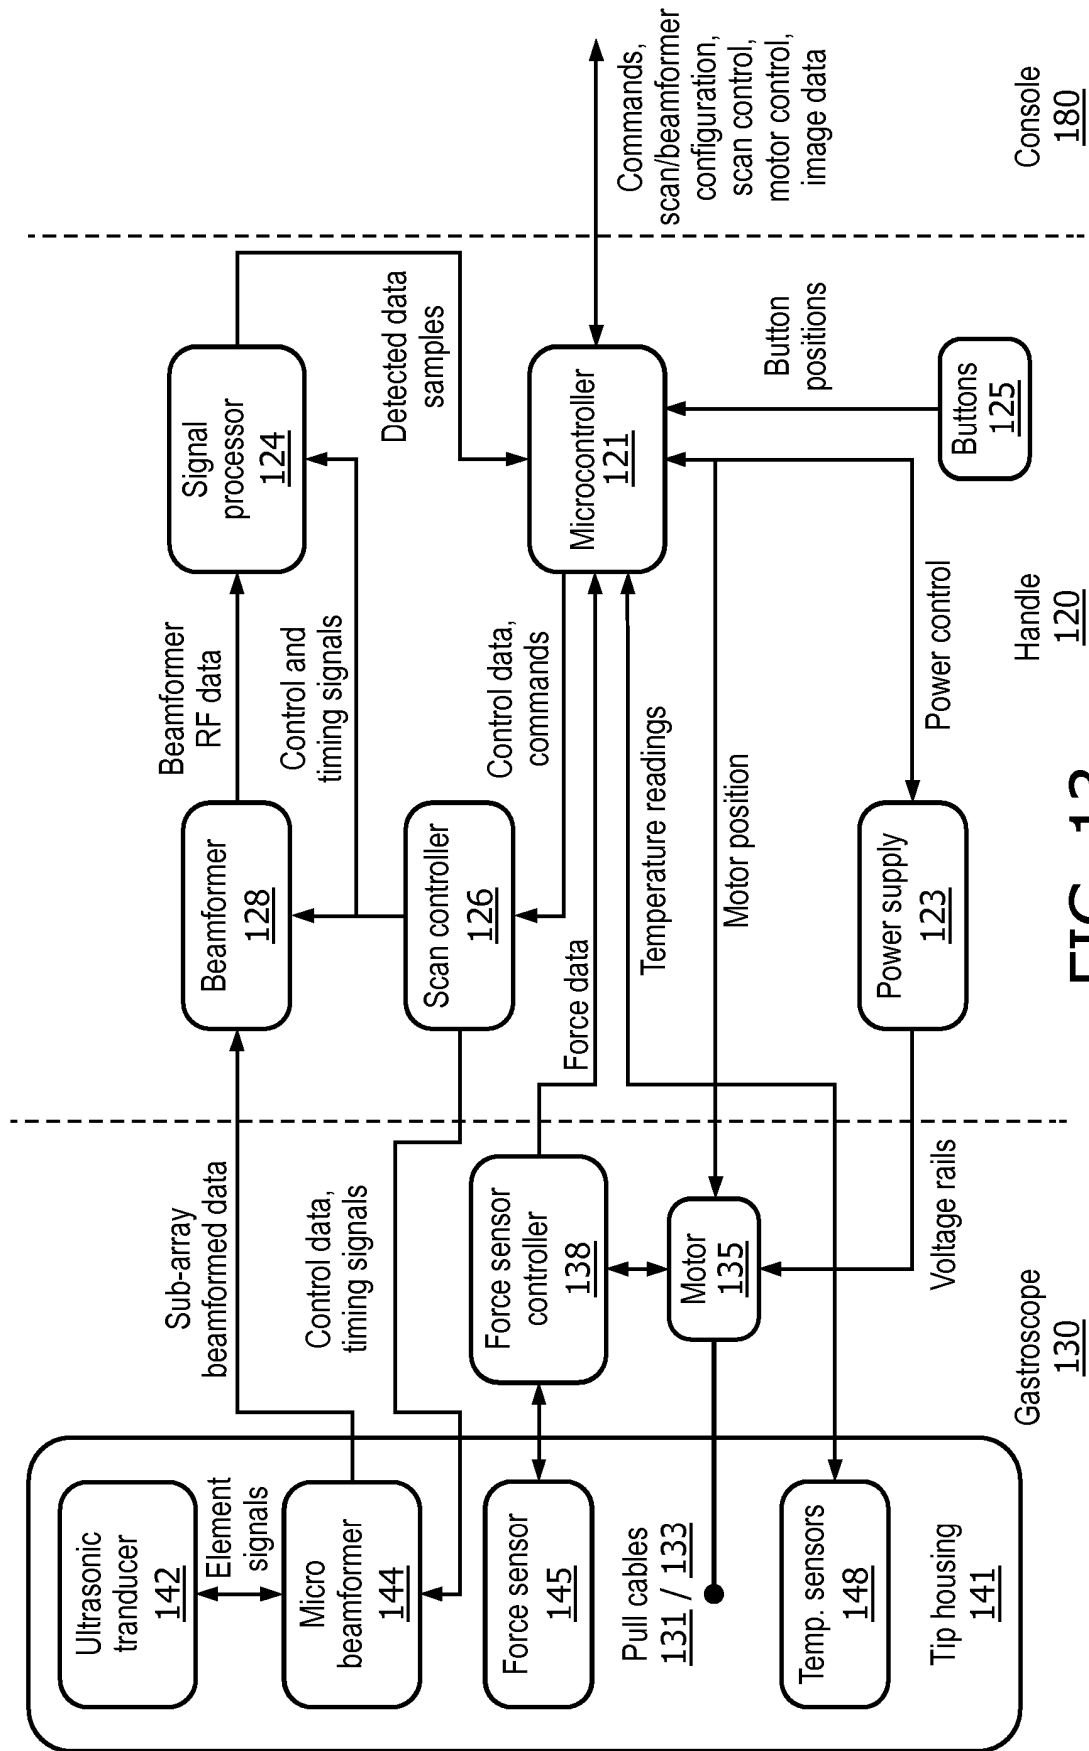 Ultrasonic
tranducer
142
Element
signals
Micro
beamformer
144
Force sensor
145
Pull cables
131 / 133
Temp. sensors
148
Tip housing
141
Sub-array
beamformed data
Control data,
timing signals
Force sensor
controller
138
Motor
135
Voltage rails
Gastroscope
130
Beamformer
128
Scan controller
126
Force data
Temperature readings
Motor position
Power supply
123
Beamformer
RF data
Control and
timing signals
Control data,
commands
Power control
Handle
120
Signal
processor
124
Detected data
samples
Microcontroller
121
Button
positions
Buttons
125
Commands,
scan/beamformer
configuration,
scan control,
motor control,
image data
Console
180